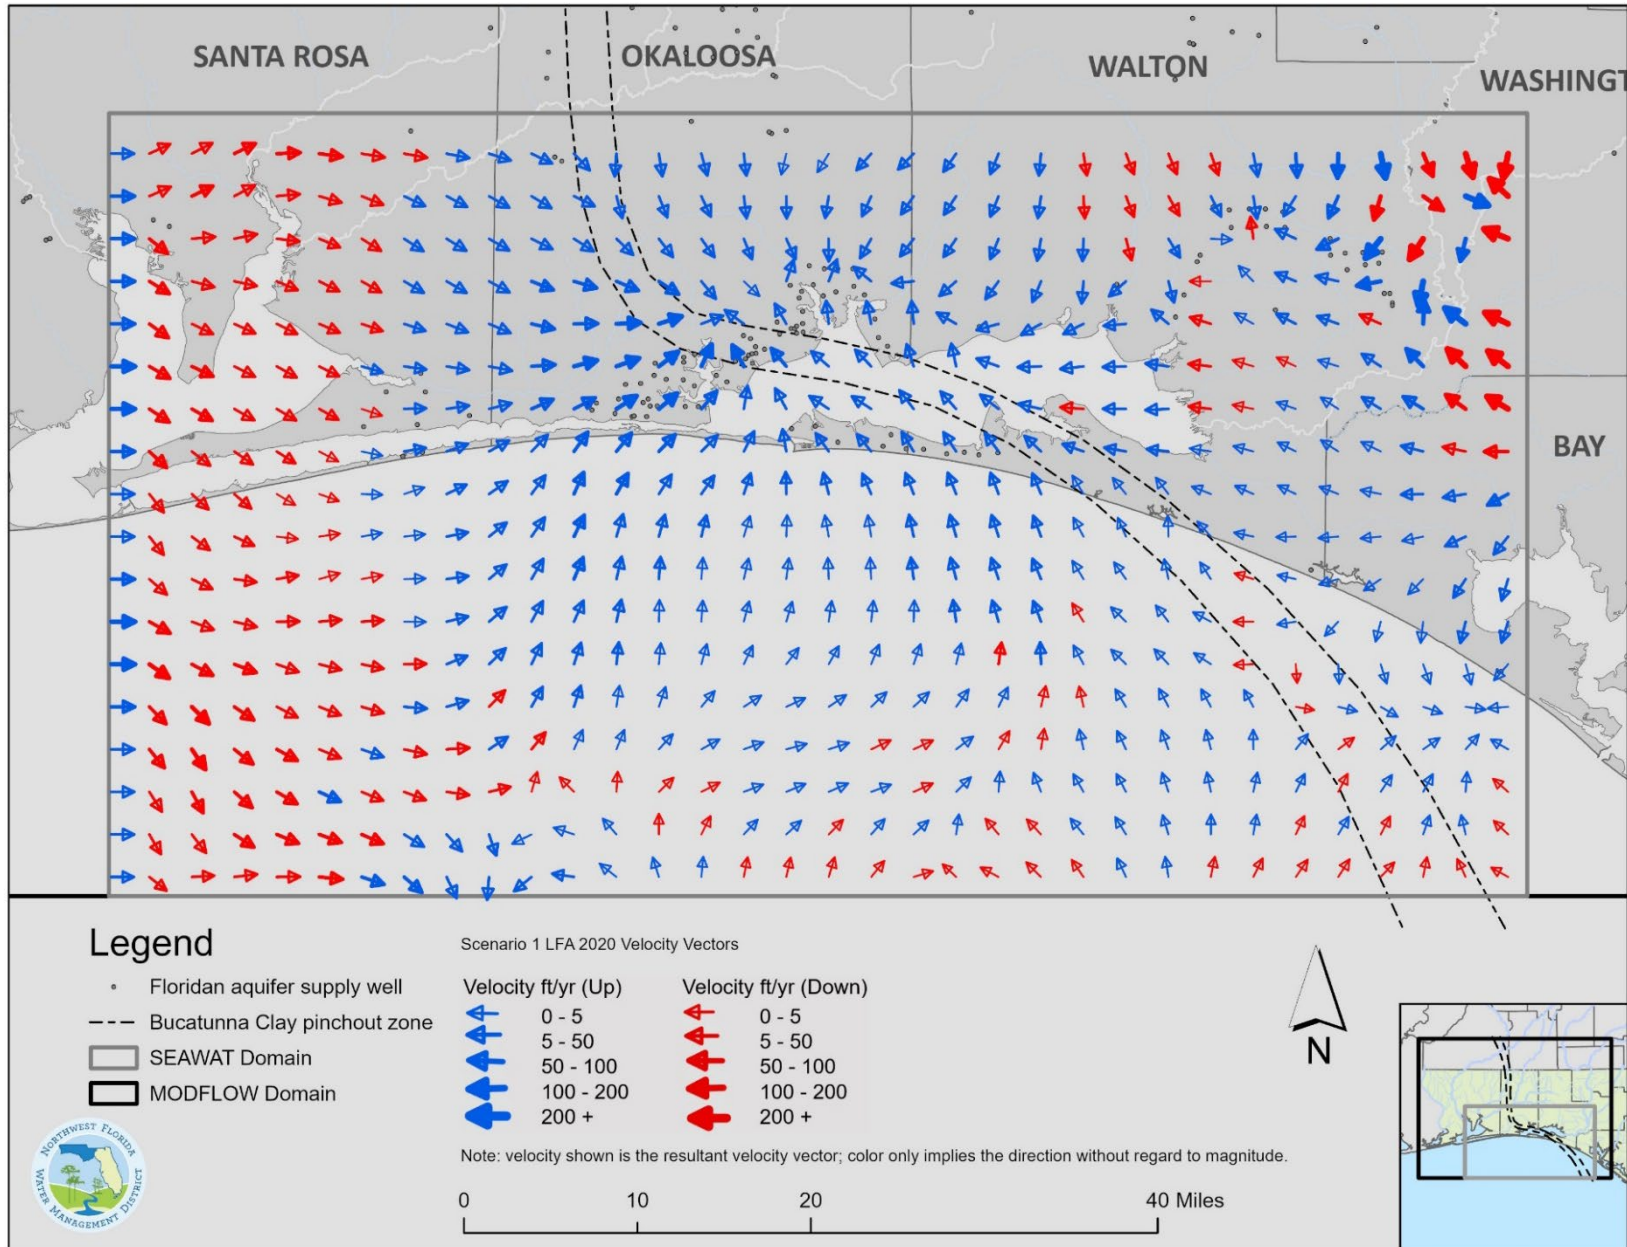 SANTA ROSA
OKALOOSA
WALTON
WASHINGT
BAY
Legend
Floridan aquifer supply well
Bucatunna Clay pinchout zone
SEAWAT Domain
MODFLOW Domain
Scenario 1 LFA 2020 Velocity Vectors
Velocity ft/yr (Up)
0 - 5
5 - 50
50 - 100
100 - 200
200 +
Velocity ft/yr (Down)
0 - 5
5 - 50
50 - 100
100 - 200
200 +
Note: velocity shown is the resultant velocity vector; color only implies the direction without regard to magnitude.
N
0 10 20 40 Miles
NORTHWEST FLORIDA
WATER MANAGEMENT DISTRICT